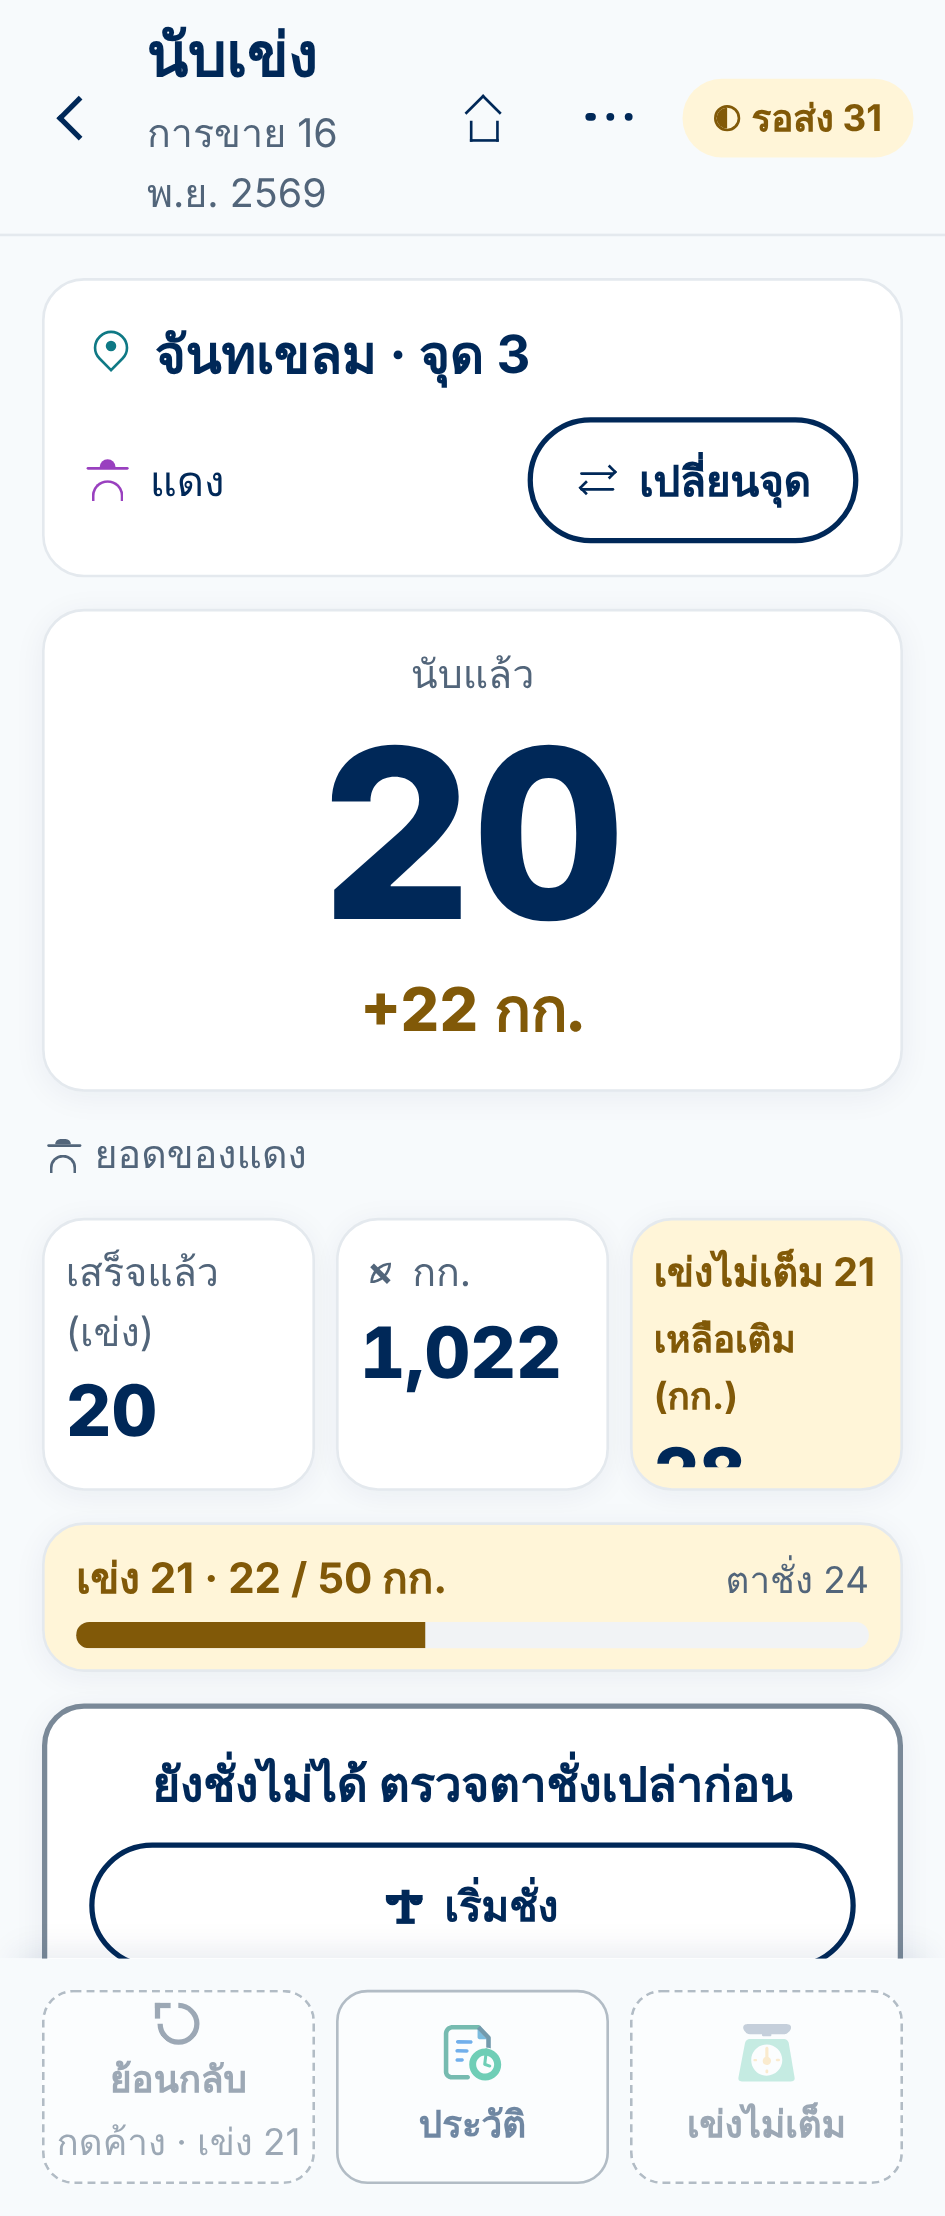 นับเข่ง
การขาย 16
พ.ย. 2569
รอส่ง 31
จันทเขลม · จุด 3
แดง
เปลี่ยนจุด
นับแล้ว
20
+22 กก.
ยอดของแดง
เสร็จแล้ว
(เข่ง)
20
กก.
1,022
เข่งไม่เต็ม 21
เหลือเติม
(กก.)
28
เข่ง 21 · 22 / 50 กก.
ตาชั่ง 24
ยังชั่งไม่ได้ ตรวจตาชั่งเปล่าก่อน
เริ่มชั่ง
ย้อนกลับ
กดค้าง · เข่ง 21
ประวัติ
เข่งไม่เต็ม